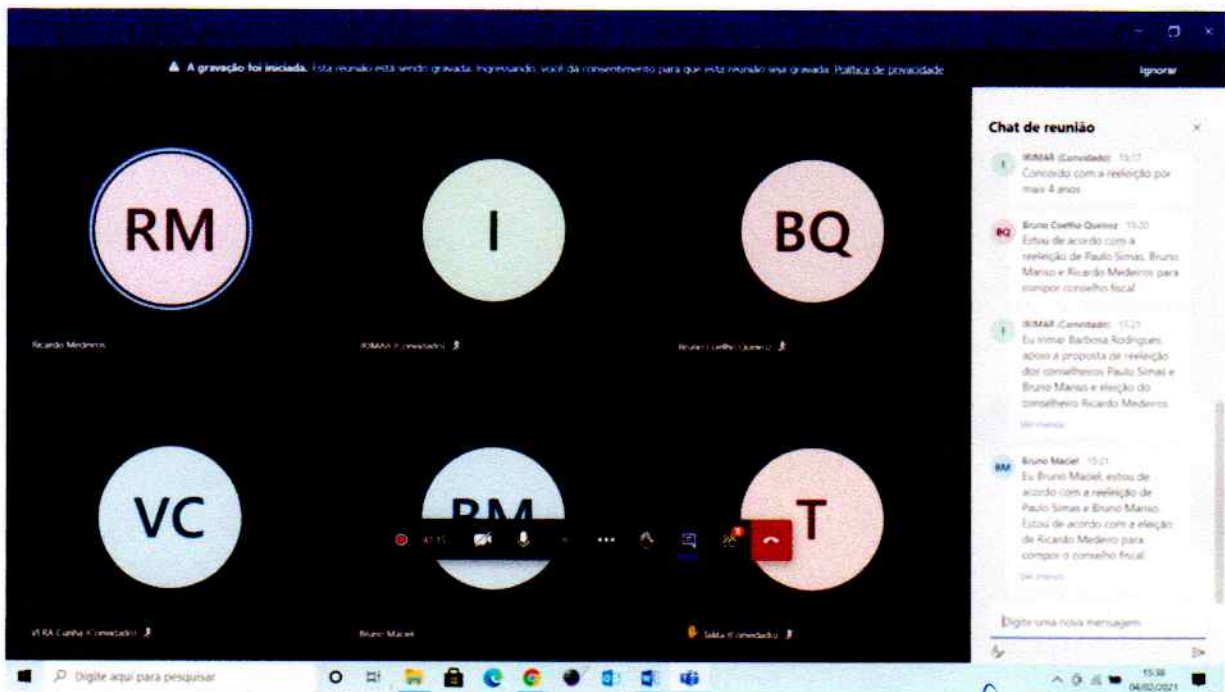 A gravação foi iniciada. Esta reunião está sendo gravada. Ingressando, você dá consentimento para que esta reunião seja gravada. Política de privacidade
Ignorar
RM
Ricardo Medeiros
I
IRIMAR (Convidado)
BQ
Bruno Coelho Queiroz
VC
VERA Cunha (Convidado)
BM
Bruno Maciel
T
Talita (Convidado)
Chat de reunião
I
IRIMAR (Convidado) 15:17
Concordo com a reeleição por
mais 4 anos
BQ
Bruno Coelho Queiroz 15:20
Estou de acordo com a
reeleição de Paulo Simas, Bruno
Manso e Ricardo Medeiros para
compor conselho fiscal
I
IRIMAR (Convidado) 15:21
Eu Irimar Barbosa Rodrigues,
apoio a proposta de reeleição
dos conselheiros Paulo Simas e
Bruno Manso e eleição do
conselheiro Ricardo Medeiros
Ver menos
BM
Bruno Maciel 15:21
Eu Bruno Maciel, estou de
acordo com a reeleição de
Paulo Simas e Bruno Manso.
Estou de acordo com a eleição
de Ricardo Medeiro para
compor o conselho fiscal.
Ver menos
Digite uma nova mensagem
Digite aqui para pesquisar
15:38
04/02/2021